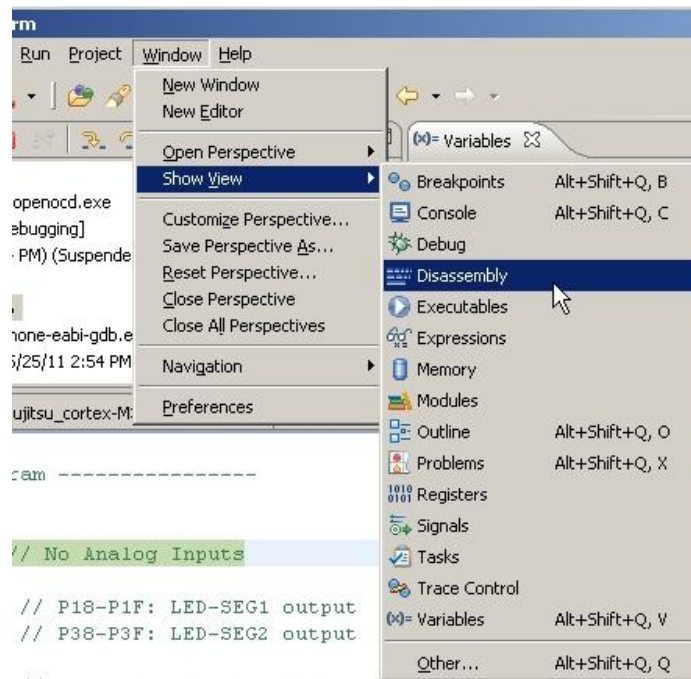 rm
Run Project Window Help
New Window
New Editor
Open Perspective
(x)= Variables
Show View
Breakpoints Alt+Shift+Q, B
openocd.exe
Console Alt+Shift+Q, C
ebugging]
Customize Perspective...
PM) (Suspende
Save Perspective As...
Debug
Reset Perspective...
Disassembly
Close Perspective
Executables
Close All Perspectives
none-eabi-gdb.e
Expressions
5/25/11 2:54 PM
Navigation
Memory
Modules
ujitsu_cortex-M
Preferences
Outline Alt+Shift+Q, O
Problems Alt+Shift+Q, X
ram ----------------
1010
0101 Registers
Signals
// No Analog Inputs
Tasks
Trace Control
// P18-P1F: LED-SEG1 output
(x)= Variables Alt+Shift+Q, V
// P38-P3F: LED-SEG2 output
Other... Alt+Shift+Q, Q